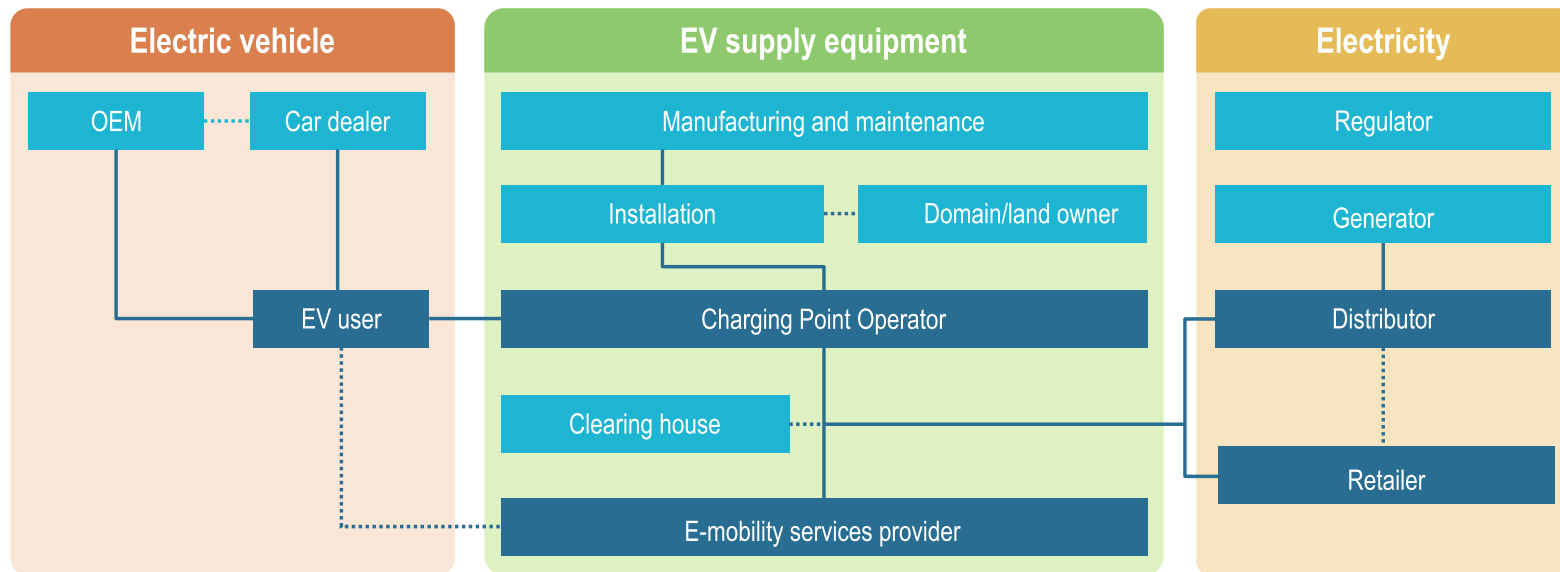 Electric vehicle
OEM
Car dealer
EV user
EV supply equipment
Manufacturing and maintenance
Installation
Domain/land owner
Charging Point Operator
Clearing house
E-mobility services provider
Electricity
Regulator
Generator
Distributor
Retailer